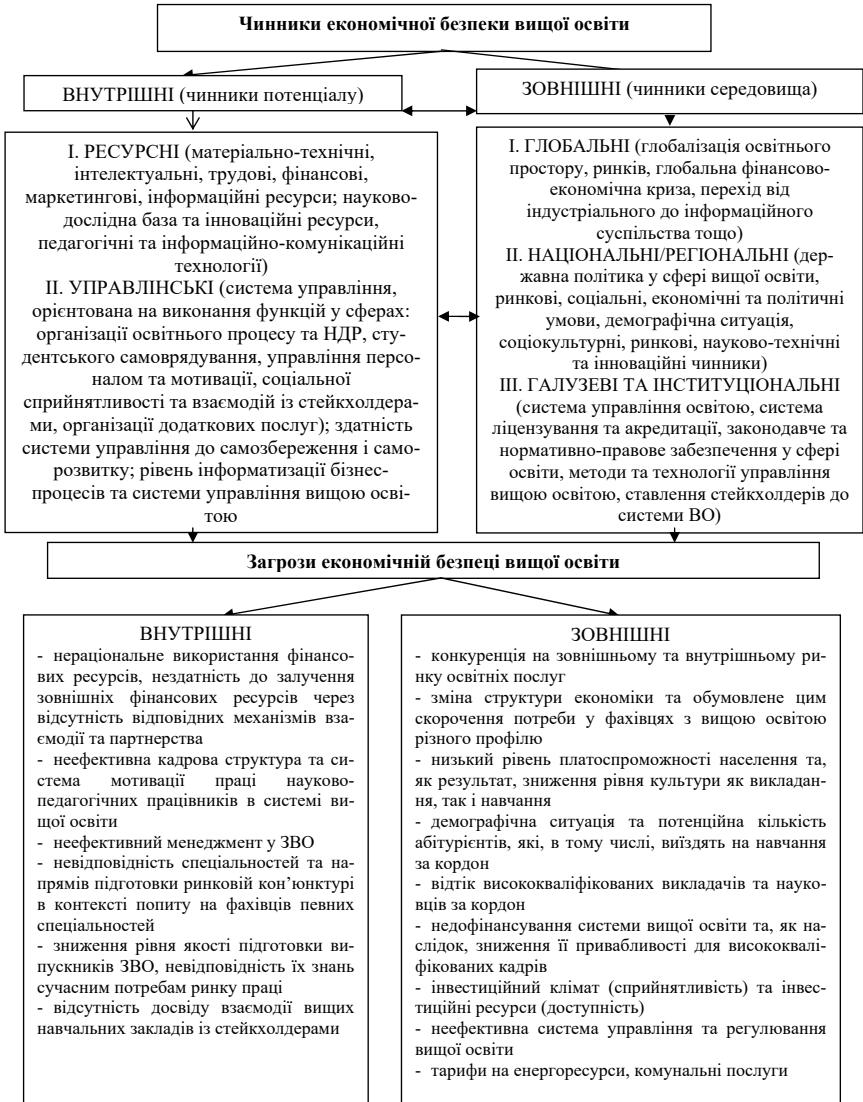 Чинники економічної безпеки вищої освіти
ВНУТРІШНІ (чинники потенціалу)
ЗОВНІШНІ (чинники середовища)
І. РЕСУРСНІ (матеріально-технічні,
інтелектуальні, трудові, фінансові,
маркетингові, інформаційні ресурси; науково-
дослідна база та інноваційні ресурси,
педагогічні та інформаційно-комунікаційні
технології)
ІІ. УПРАВЛІНСЬКІ (система управління,
орієнтована на виконання функцій у сферах:
організації освітнього процесу та НДР, сту-
дентського самоврядування, управління персо-
налом та мотивації, соціальної
сприйнятливості та взаємодій із стейкхолдера-
ми, організації додаткових послуг); здатність
системи управління до самозбереження і само-
розвитку; рівень інформатизації бізнес-
процесів та системи управління вищою осві-
тою
І. ГЛОБАЛЬНІ (глобалізація освітнього
простору, ринків, глобальна фінансово-
економічна криза, перехід від
індустріального до інформаційного
суспільства тощо)
ІІ. НАЦІОНАЛЬНІ/РЕГІОНАЛЬНІ (дер-
жавна політика у сфері вищої освіти,
ринкові, соціальні, економічні та політичні
умови, демографічна ситуація,
соціокультурні, ринкові, науково-технічні
та інноваційні чинники)
ІІІ. ГАЛУЗЕВІ ТА ІНСТИТУЦІОНАЛЬНІ
(система управління освітою, система
ліцензування та акредитації, законодавче та
нормативно-правове забезпечення у сфері
освіти, методи та технології управління
вищою освітою, ставлення стейкхолдерів до
системи ВО)
Загрози економічній безпеці вищої освіти
ВНУТРІШНІ
- нераціональне використання фінансо-
вих ресурсів, нездатність до залучення
зовнішніх фінансових ресурсів через
відсутність відповідних механізмів вза-
ємодії та партнерства
- неефективна кадрова структура та си-
стема мотивації праці науково-
педагогічних працівників в системі ви-
щої освіти
- неефективний менеджмент у ЗВО
- невідповідність спеціальностей та на-
прямів підготовки ринковій кон’юнктурі
в контексті попиту на фахівців певних
спеціальностей
- зниження рівня якості підготовки ви-
пускників ЗВО, невідповідність їх знань
сучасним потребам ринку праці
- відсутність досвіду взаємодії вищих
навчальних закладів із стейкхолдерами
ЗОВНІШНІ
- конкуренція на зовнішньому та внутрішньому ри-
нку освітніх послуг
- зміна структури економіки та обумовлене цим
скорочення потреби у фахівцях з вищою освітою
різного профілю
- низький рівень платоспроможності населення та,
як результат, зниження рівня культури як викладан-
ня, так і навчання
- демографічна ситуація та потенційна кількість
абітурієнтів, які, в тому числі, виїздять на навчання
за кордон
- відтік висококваліфікованих викладачів та науко-
вців за кордон
- недофінансування системи вищої освіти та, як на-
слідок, зниження її привабливості для висококвалі-
фікованих кадрів
- інвестиційний клімат (сприйнятливість) та інвес-
тиційні ресурси (доступність)
- неефективна система управління та регулювання
вищої освіти
- тарифи на енергоресурси, комунальні послуги